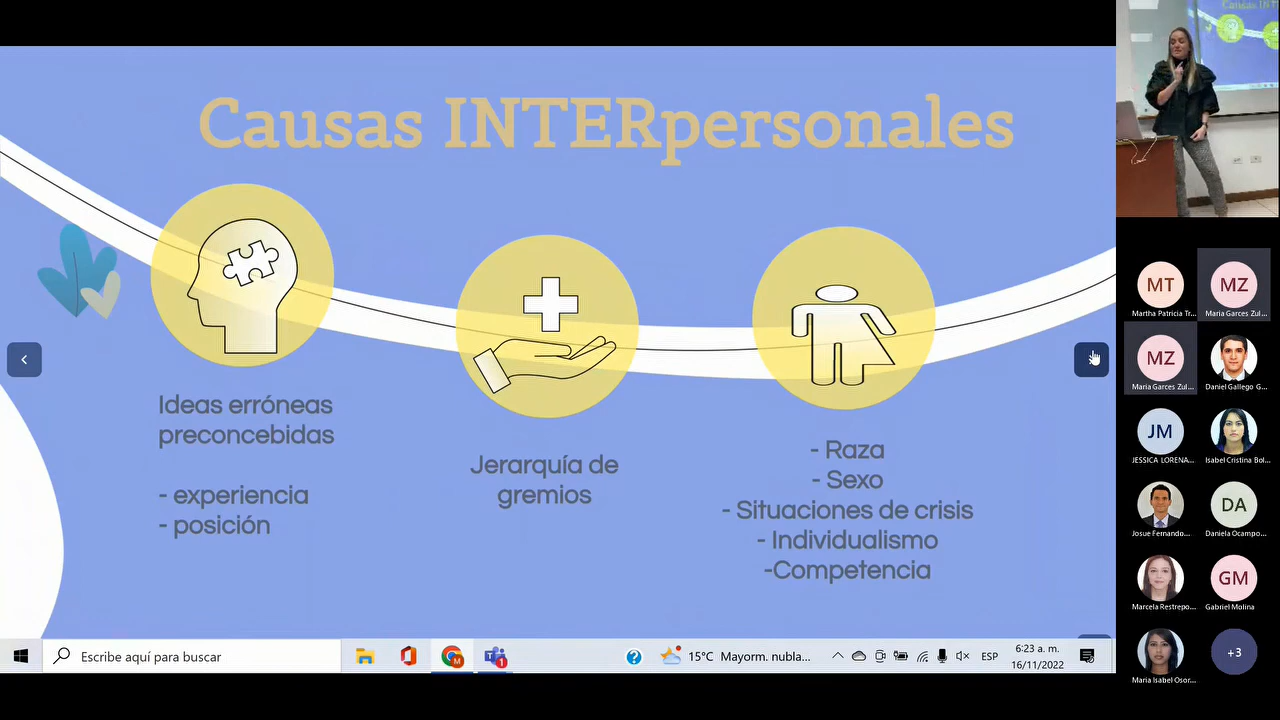 Causas INTERpersonales
Ideas erróneas
preconcebidas
- experiencia
- posición
Jerarquía de
gremios
- Raza
- Sexo
- Situaciones de crisis
- Individualismo
-Competencia
Escribe aquí para buscar
1
15°C Mayorm. nubla...
ESP
6:23 a. m.
16/11/2022
MT
Martha Patricia Tr...
MZ
Maria Garces Zul...
MZ
Maria Garces Zul...
Daniel Gallego G...
JM
JESSICA LORENA...
Isabel Cristina Bol...
Josue Fernando...
DA
Daniela Ocampo...
Marcela Restrepo...
GM
Gabriel Molina
Maria Isabel Osor...
+3